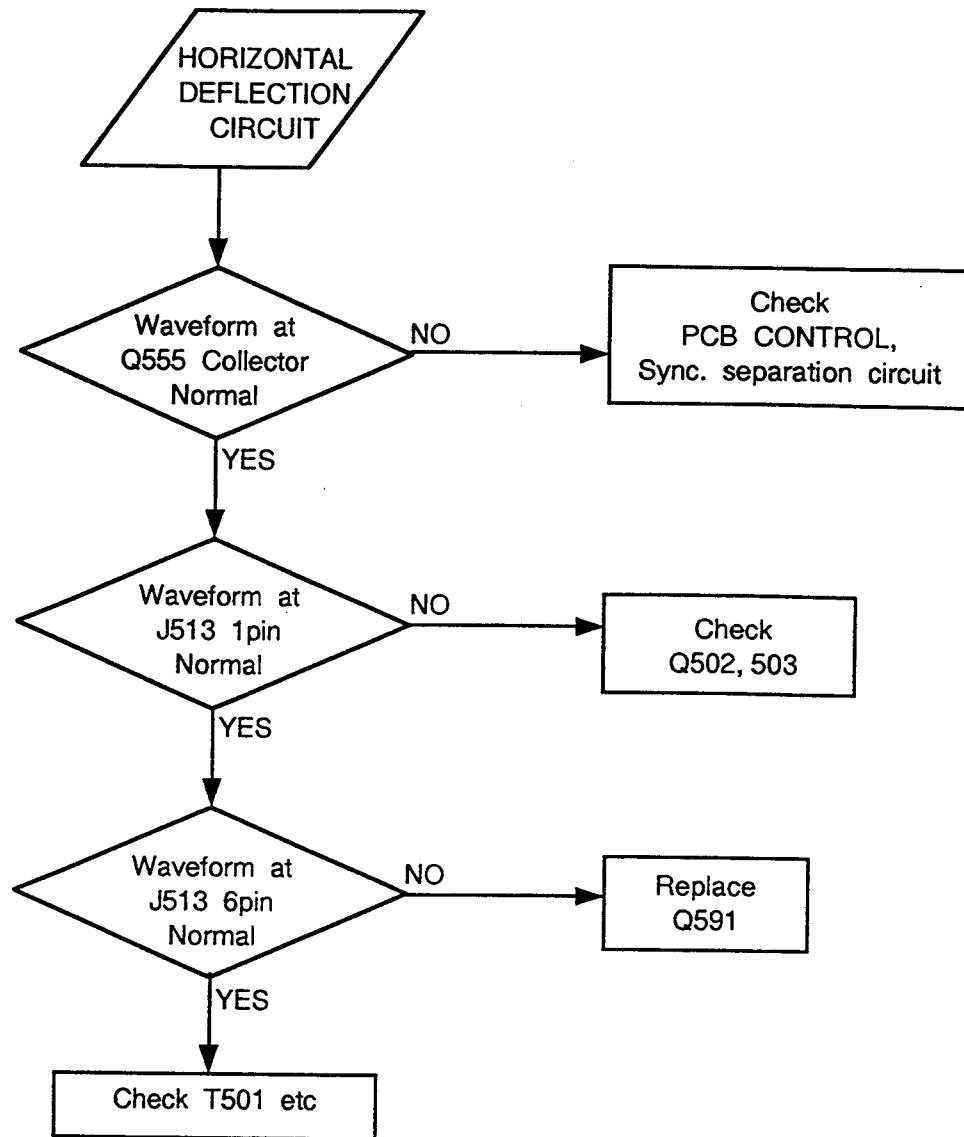 HORIZONTAL
DEFLECTION
CIRCUIT
Waveform at
Q555 Collector
Normal
NO
Check
PCB CONTROL,
Sync. separation circuit
YES
Waveform at
J513 1pin
Normal
NO
Check
Q502, 503
YES
Waveform at
J513 6pin
Normal
NO
Replace
Q591
YES
Check T501 etc